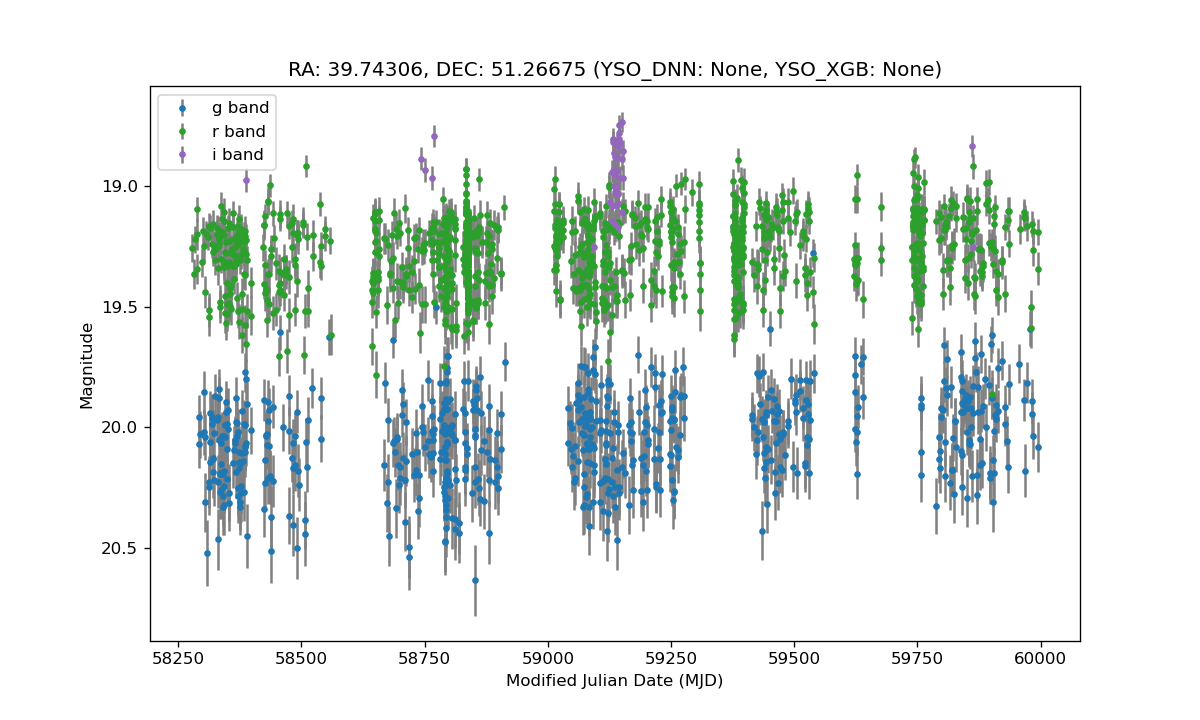 RA: 39.74306, DEC: 51.26675 (YSO_DNN: None, YSO_XGB: None)
g band
r band
i band
19.0
19.5
20.0
20.5
Magnitude
58250 58500 58750 59000 59250 59500 59750 60000
Modified Julian Date (MJD)